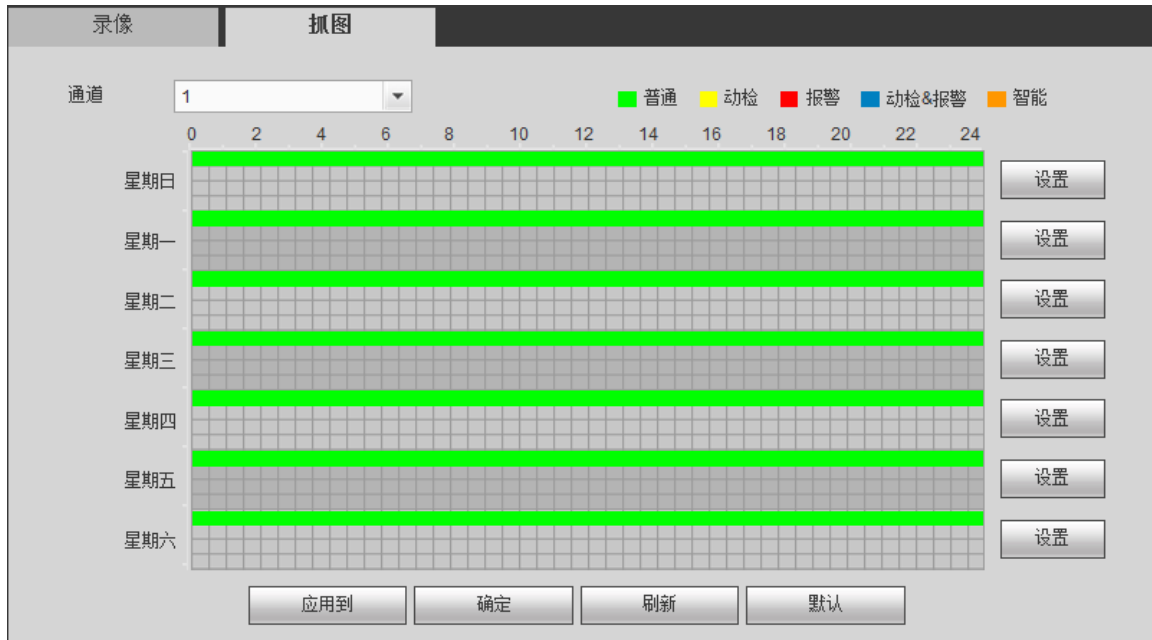 录像 抓图
通道 1 普通 动检 报警 动检&报警 智能
0 2 4 6 8 10 12 14 16 18 20 22 24
星期日 设置
星期一 设置
星期二 设置
星期三 设置
星期四 设置
星期五 设置
星期六 设置
应用到 确定 刷新 默认